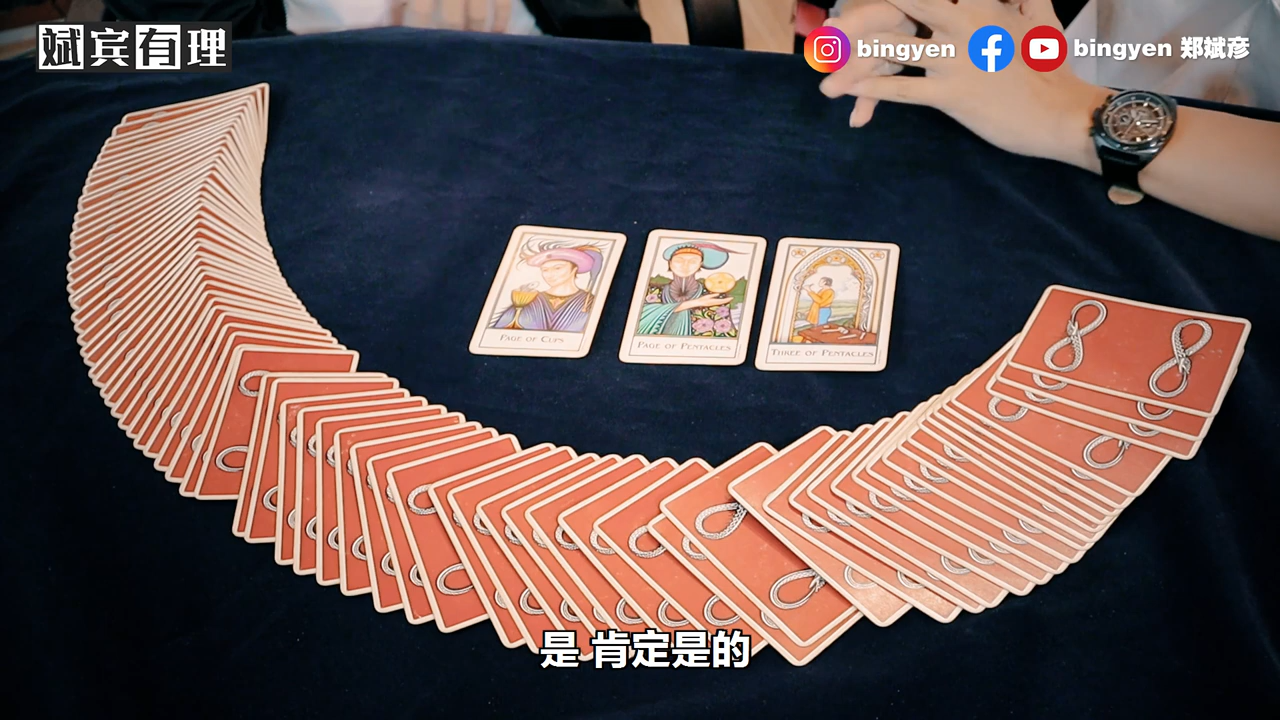 斌宾有理
bingyen
bingyen 郑斌彦
PAGE OF CUPS
PAGE OF PENTACLES
THREE OF PENTACLES
是 肯定是的